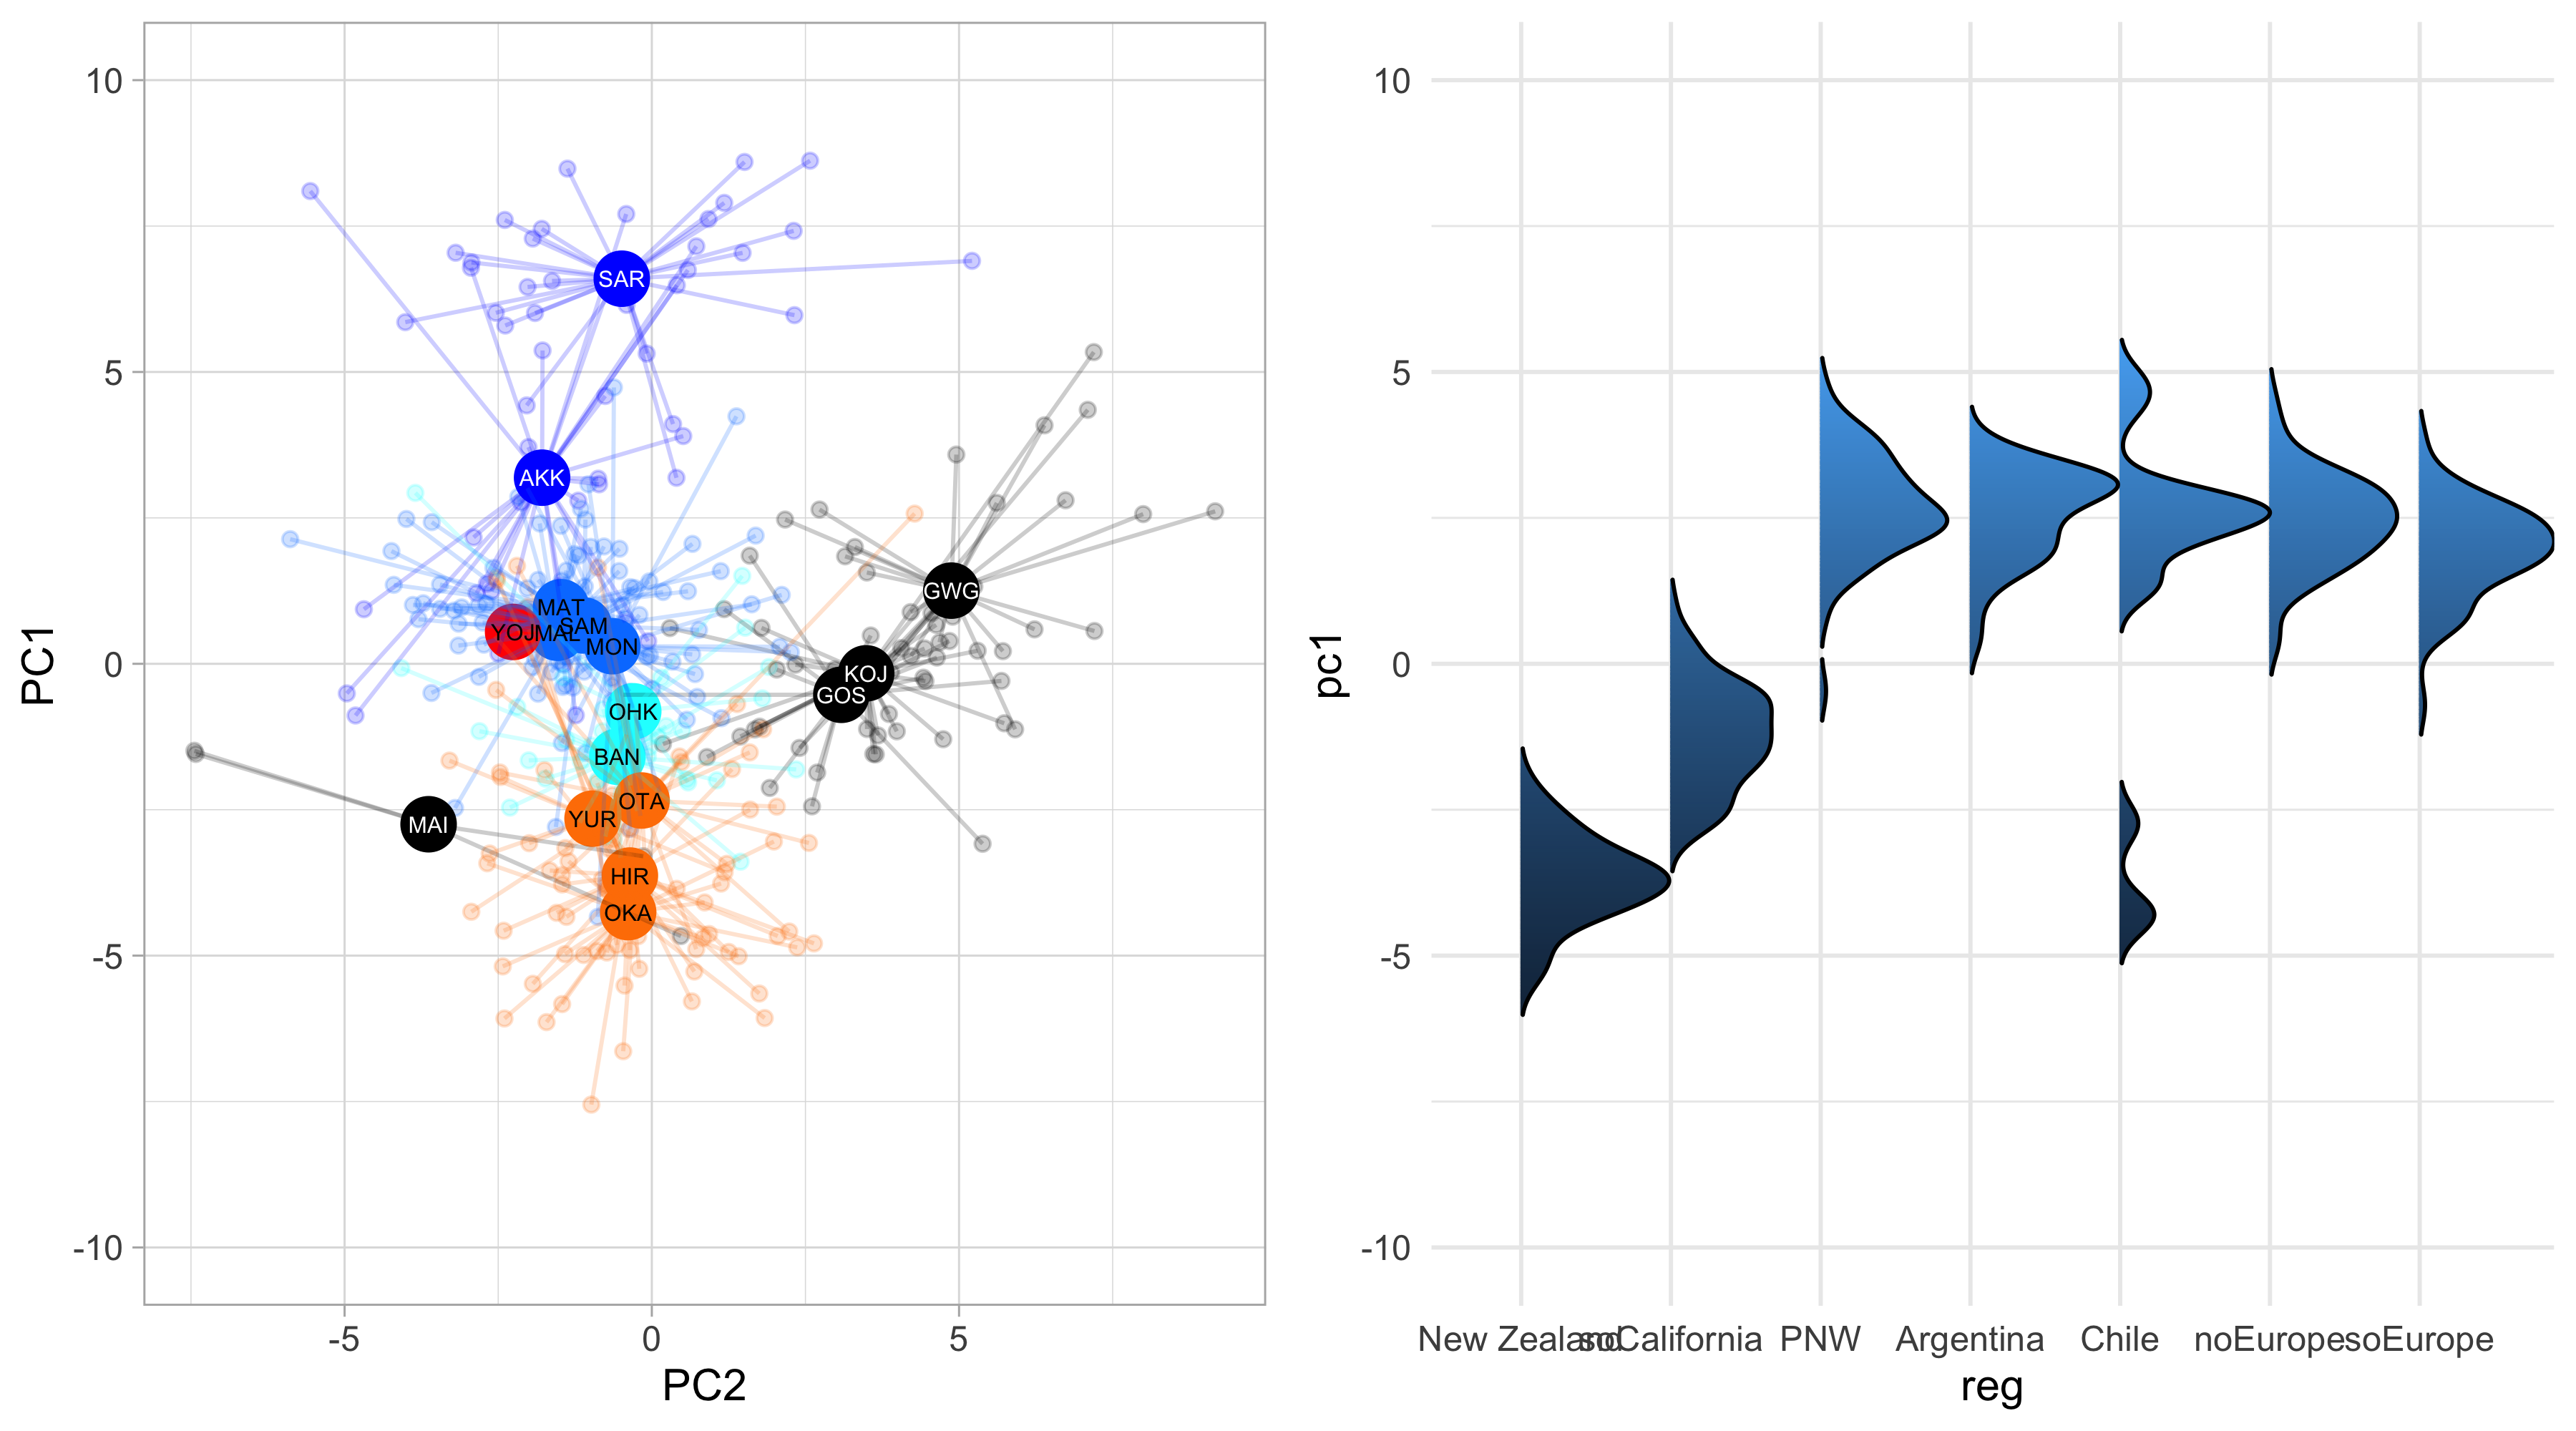 10
5
0
-5
-10
PC1
-5
0
5
PC2
SAR
AKK
MAT
SAM
YOJ
MAL
MON
GWG
KOJ
GOS
OHK
BAN
OTA
YUR
MAI
HIR
OKA
10
5
0
-5
-10
pc1
New Zealand
soCalifornia
PNW
Argentina
Chile
noEurope
soEurope
reg